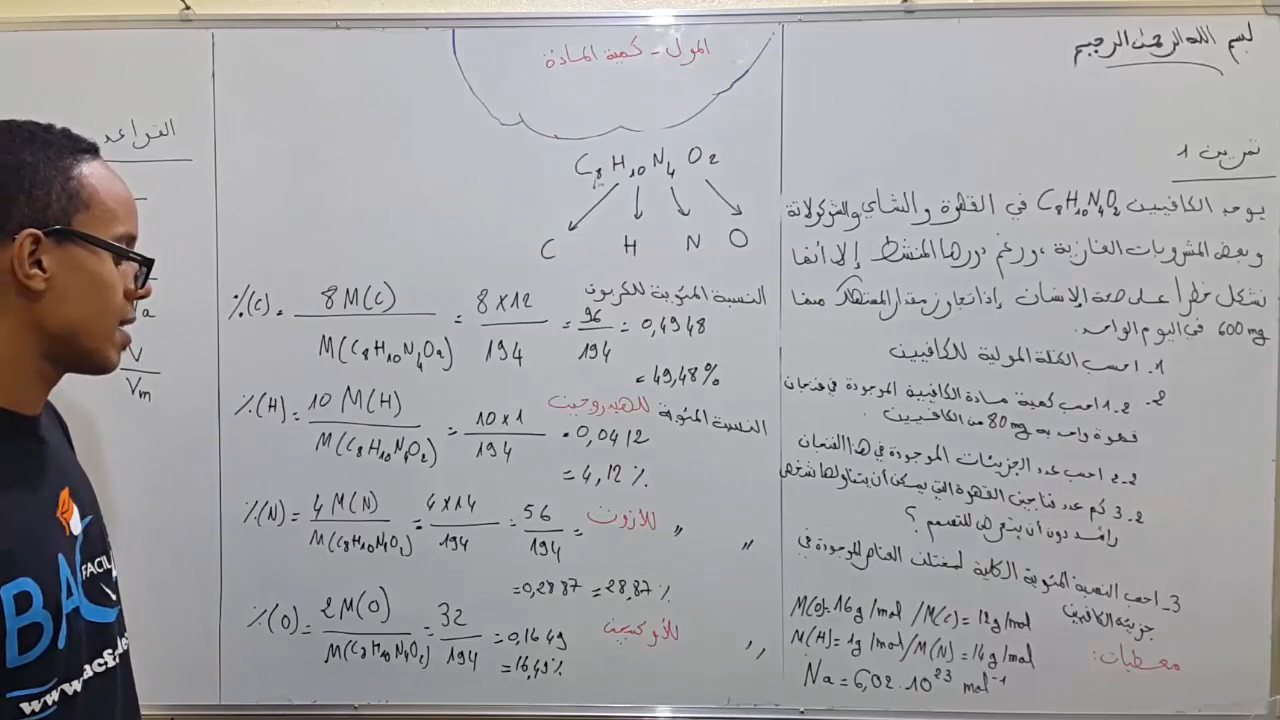 بسم الله الرحمن الرحيم
المول - كمية المادة
تمرين 1
يوجد الكافيين C₈H₁₀N₄O₂ في القهوة والشاي والشوكولاتة
وبعض المشروبات الغازية، ورغم دورها المنشط إلا أنها
تشكل خطرا على صحة الإنسان إذا تجاوز مقدار المستهلك منها
600 mg في اليوم الواحد.
1. احسب الكتلة المولية للكافيين
2-
1-2 احسب كمية مادة الكافيين الموجودة في فنجان
قهوة واحد به 80 mg من الكافيين.
2-2 احسب عدد الجزيئات الموجودة في هذا الفنجان
3-2 كم عدد فناجين القهوة التي يمكن أن يتناولها شخص
راشد دون أن يتعرض للتسمم؟
3- احسب النسبة المئوية الكتلية لمختلف العناصر الموجودة في
جزيئة الكافيين
معطيات:
M(O)=16g/mol / M(C)=12g/mol
M(H)=1g/mol / M(N)=14g/mol
Na=6,02.10²³ mol⁻¹
C₈H₁₀N₄O₂
C H N O
النسبة المئوية للكربون
%(C) = 8M(C) / M(C₈H₁₀N₄O₂) = 8×12 / 194 = 96 / 194 = 0,4948
= 49,48%
النسبة المئوية للهيدروجين
%(H) = 10M(H) / M(C₈H₁₀N₄O₂) = 10×1 / 194 = 0,0412
= 4,12%
" " للأزوت
%(N) = 4M(N) / M(C₈H₁₀N₄O₂) = 4×14 / 194 = 56 / 194 =
= 0,2887 = 28,87%
" للأوكسجين
%(O) = 2M(O) / M(C₈H₁₀N₄O₂) = 32 / 194 = 0,1649
= 16,49%
القواعد
a
V
Vm
BAC
FACIL
www.acf